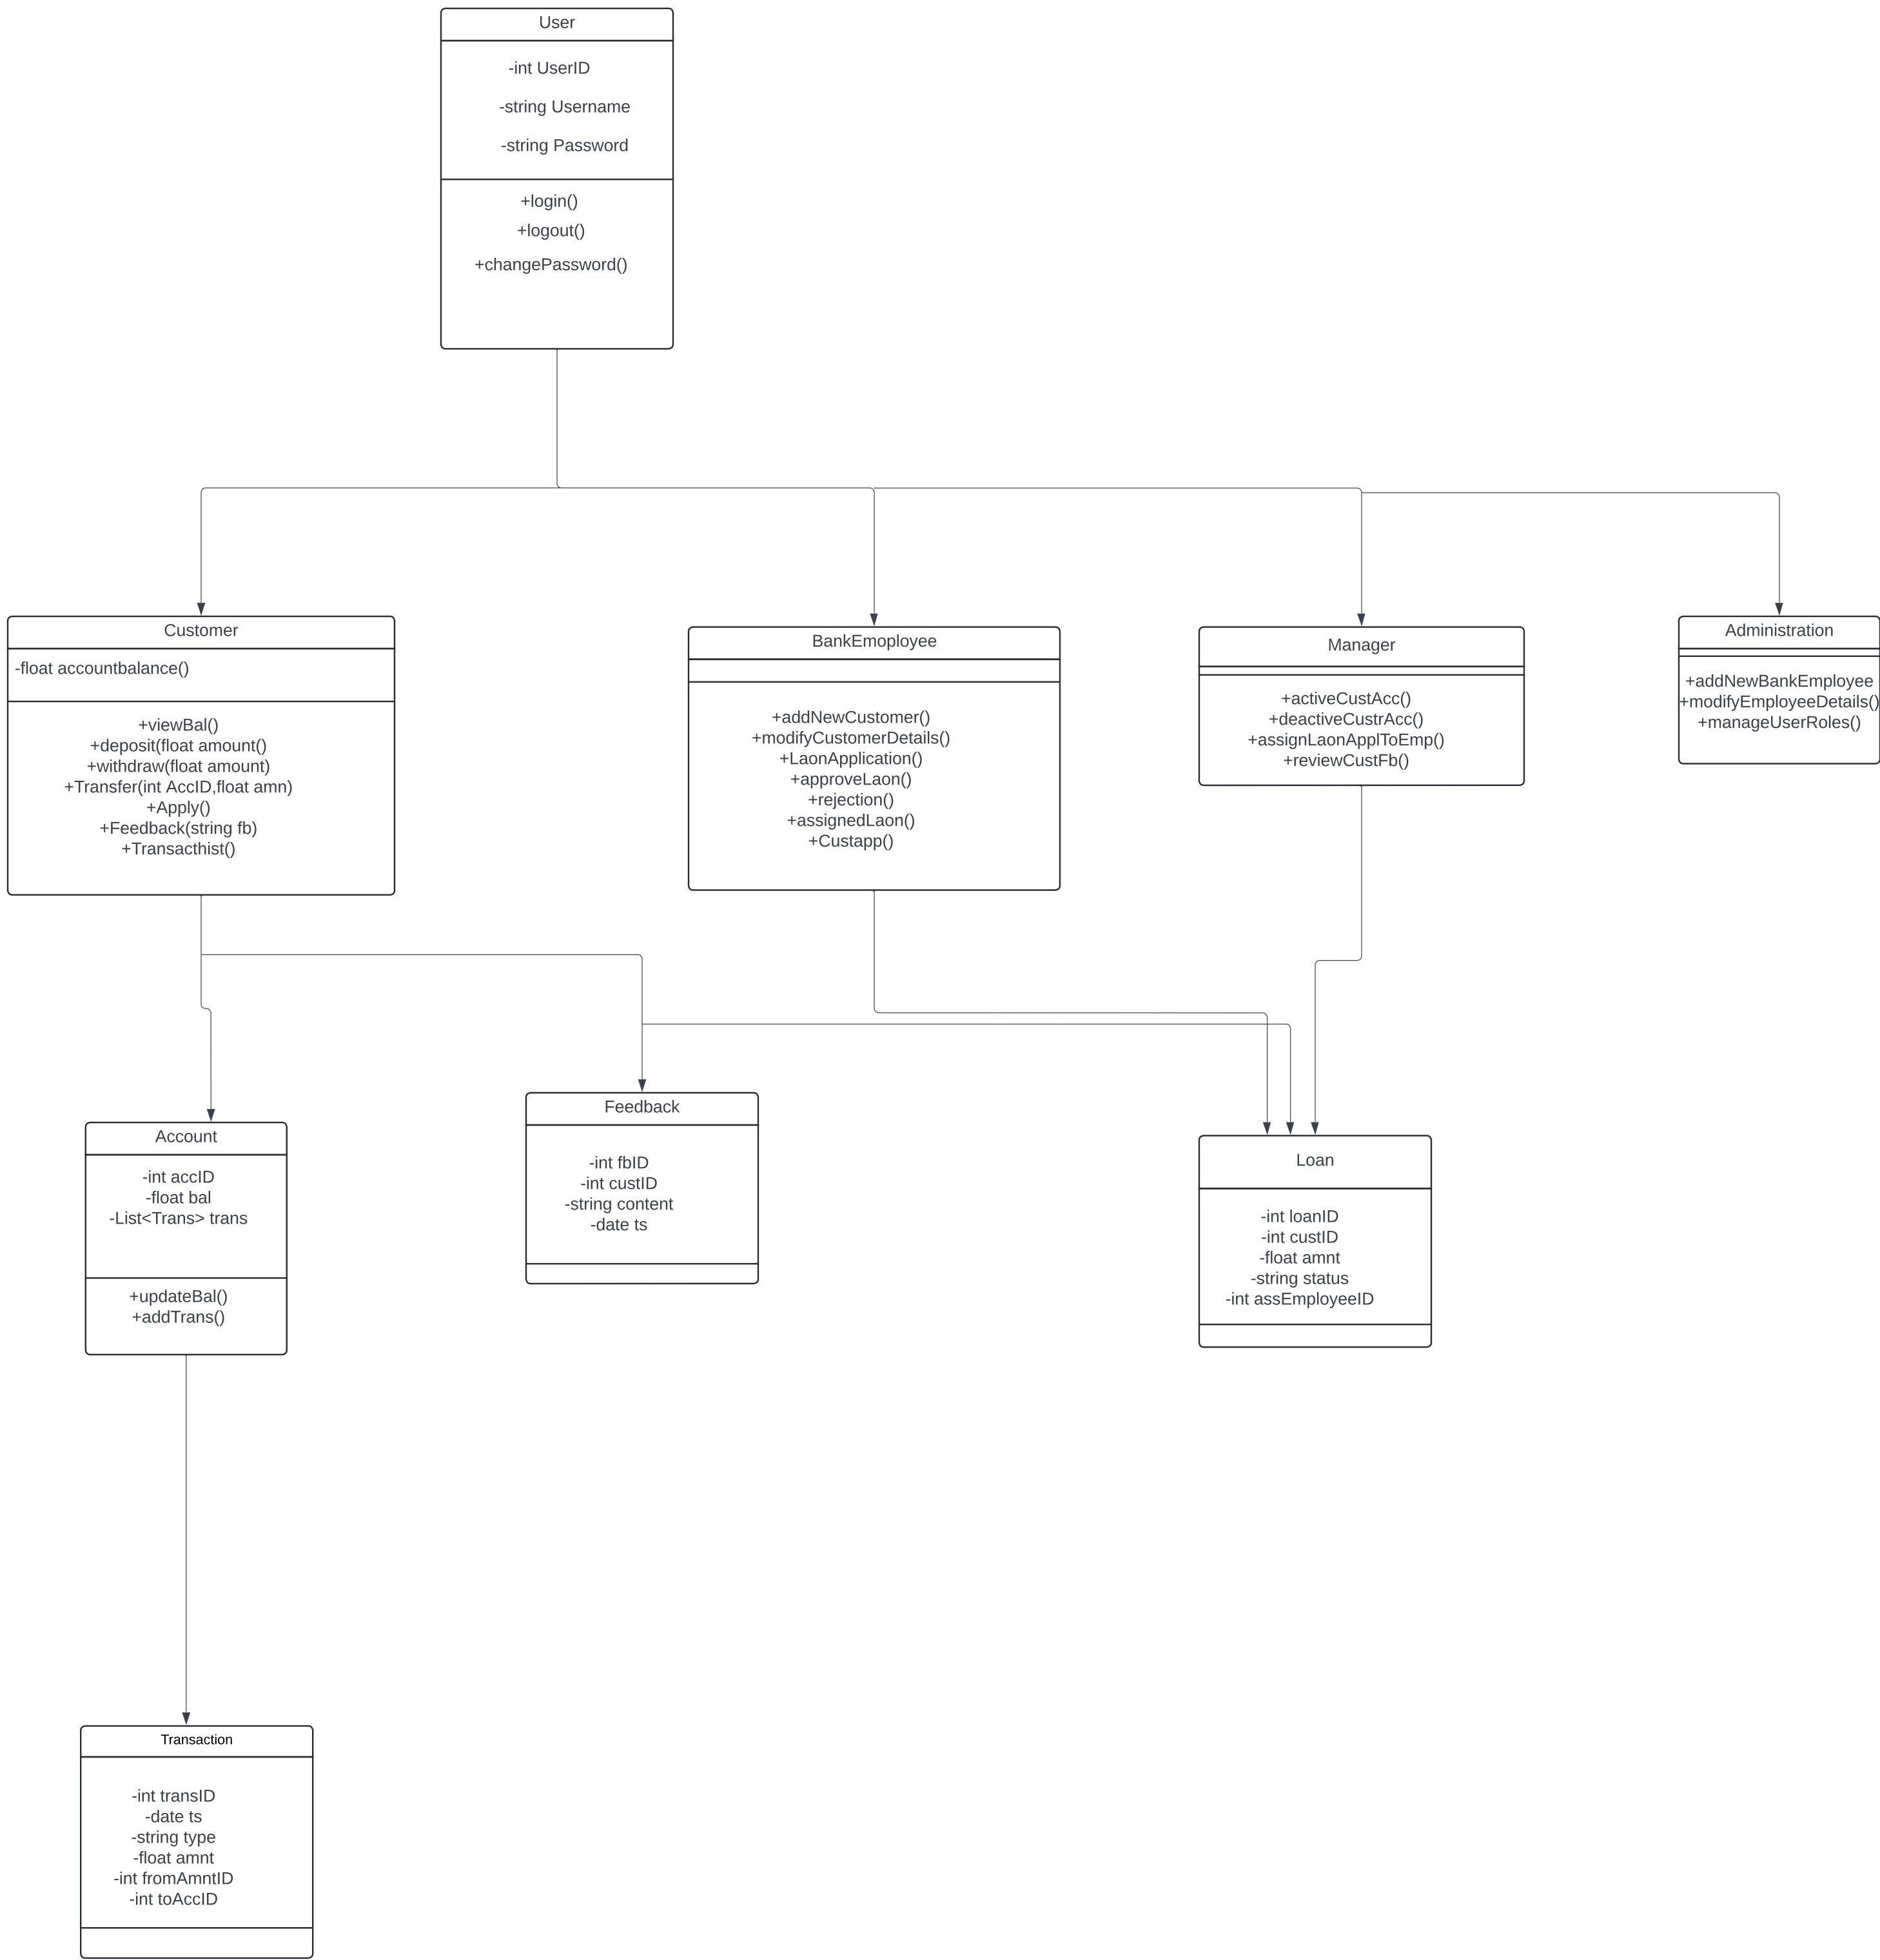 User
-int UserID
-string Username
-string Password
+login()
+logout()
+changePassword()
Customer
-float accountbalance()
+viewBal()
+deposit(float amount()
+withdraw(float amount)
+Transfer(int AccID,float amn)
+Apply()
+Feedback(string fb)
+Transacthist()
BankEmoployee
+addNewCustomer()
+modifyCustomerDetails()
+LaonApplication()
+approveLaon()
+rejection()
+assignedLaon()
+Custapp()
Manager
+activeCustAcc()
+deactiveCustrAcc()
+assignLaonApplToEmp()
+reviewCustFb()
Administration
+addNewBankEmployee
+modifyEmployeeDetails()
+manageUserRoles()
Account
-int accID
-float bal
-List<Trans> trans
+updateBal()
+addTrans()
Feedback
-int fbID
-int custID
-string content
-date ts
Loan
-int loanID
-int custID
-float amnt
-string status
-int assEmployeeID
Transaction
-int transID
-date ts
-string type
-float amnt
-int fromAmntID
-int toAccID